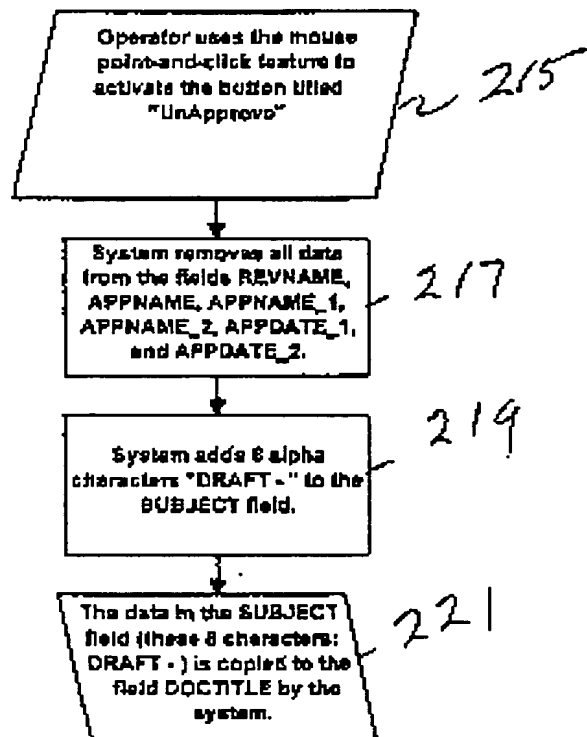 Operator uses the mouse
point-and-click feature to
activate the button titled
"UnApprove"
215
System removes all data
from the fields REVNAME,
APPNAME, APPNAME_1,
APPNAME_2, APPDATE_1,
and APPDATE_2.
217
System adds 8 alpha
characters "DRAFT - " to the
SUBJECT field.
219
The data in the SUBJECT
field (these 8 characters:
DRAFT - ) is copied to the
field DOCTITLE by the
system.
221